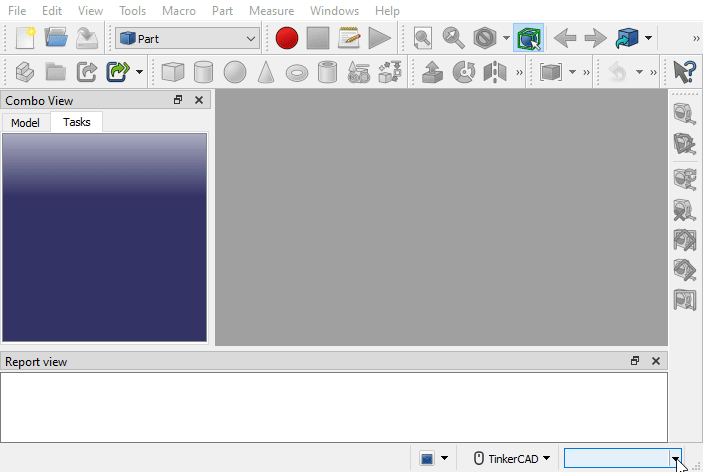 File Edit View Tools Macro Part Measure Windows Help
Part
Combo View
Model Tasks
Report view
TinkerCAD